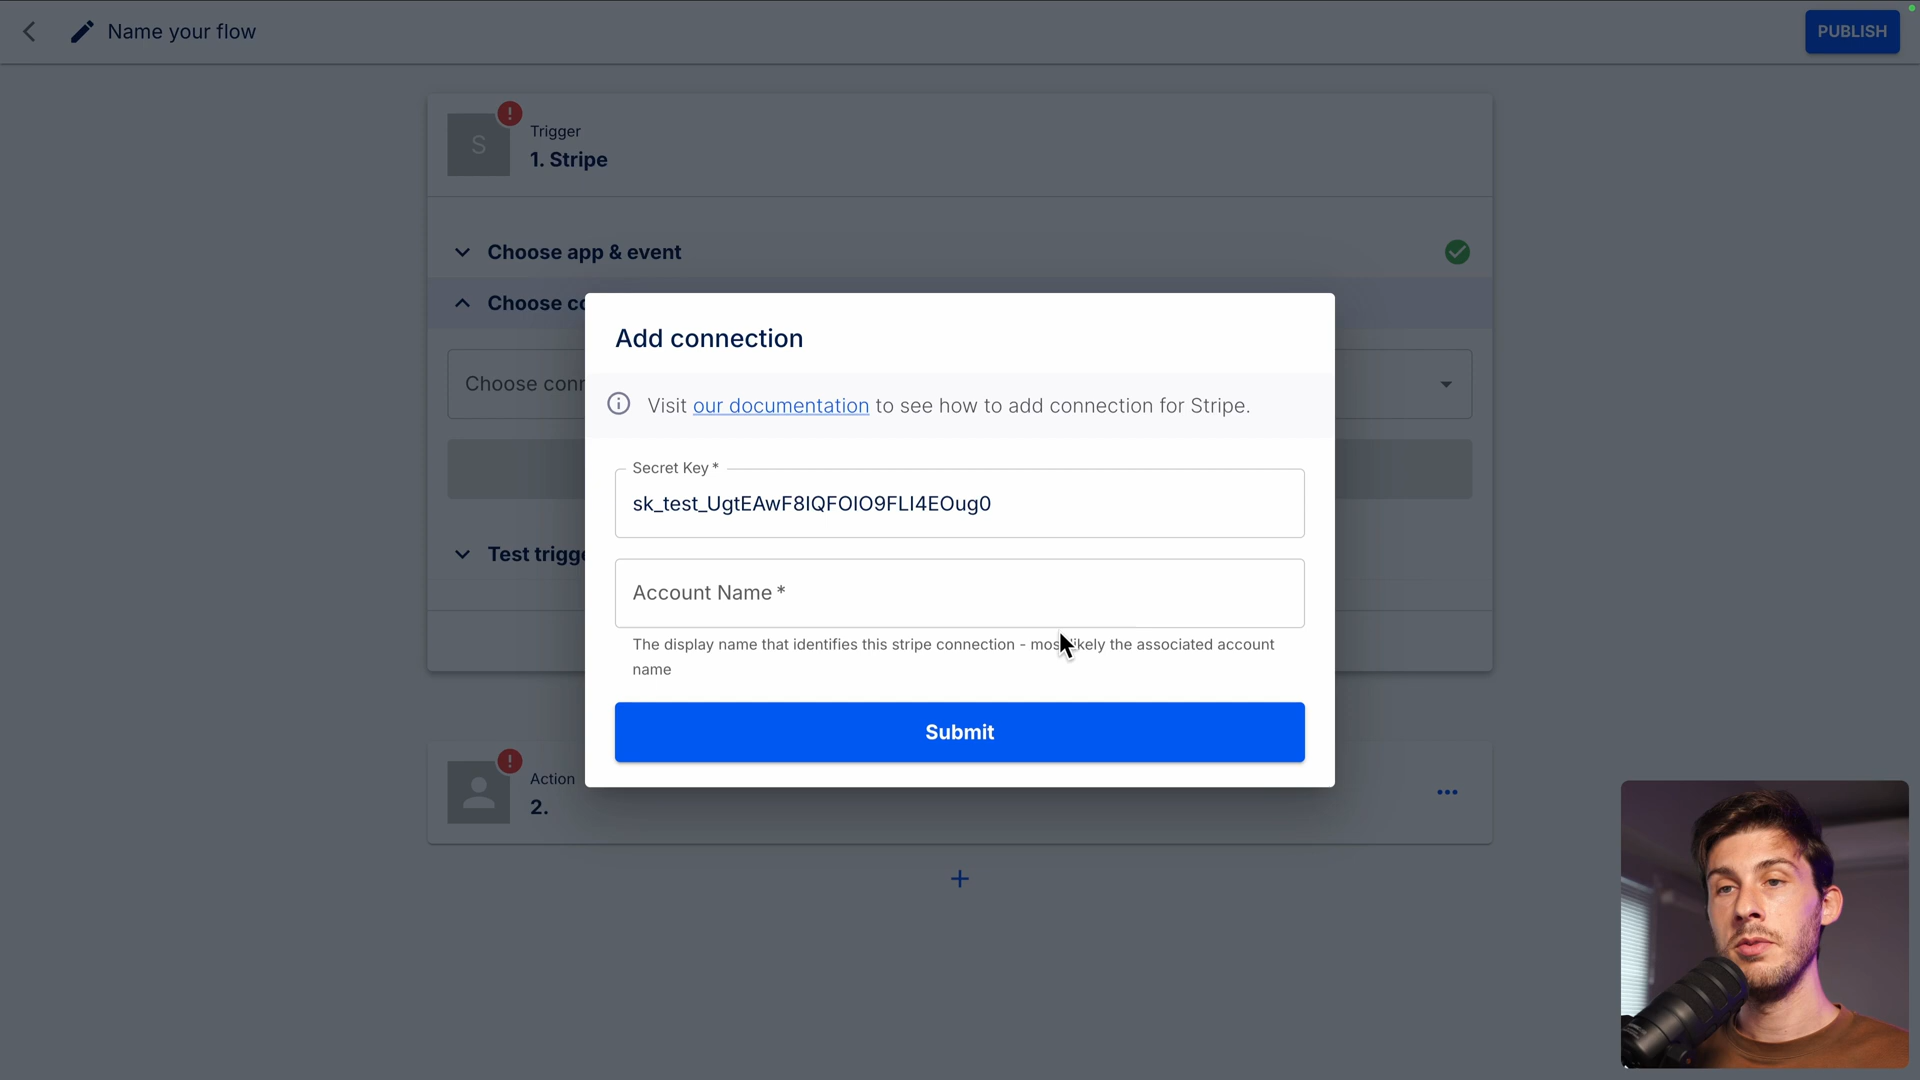 Name your flow
PUBLISH
S
!
Trigger
1. Stripe
Choose app & event
Choose co
Choose conn
Test trigge
Add connection
Visit our documentation to see how to add connection for Stripe.
Secret Key *
sk_test_UgtEAwF8IQFOIO9FLI4EOug0
Account Name *
The display name that identifies this stripe connection - most likely the associated account
name
Submit
!
Action
2.